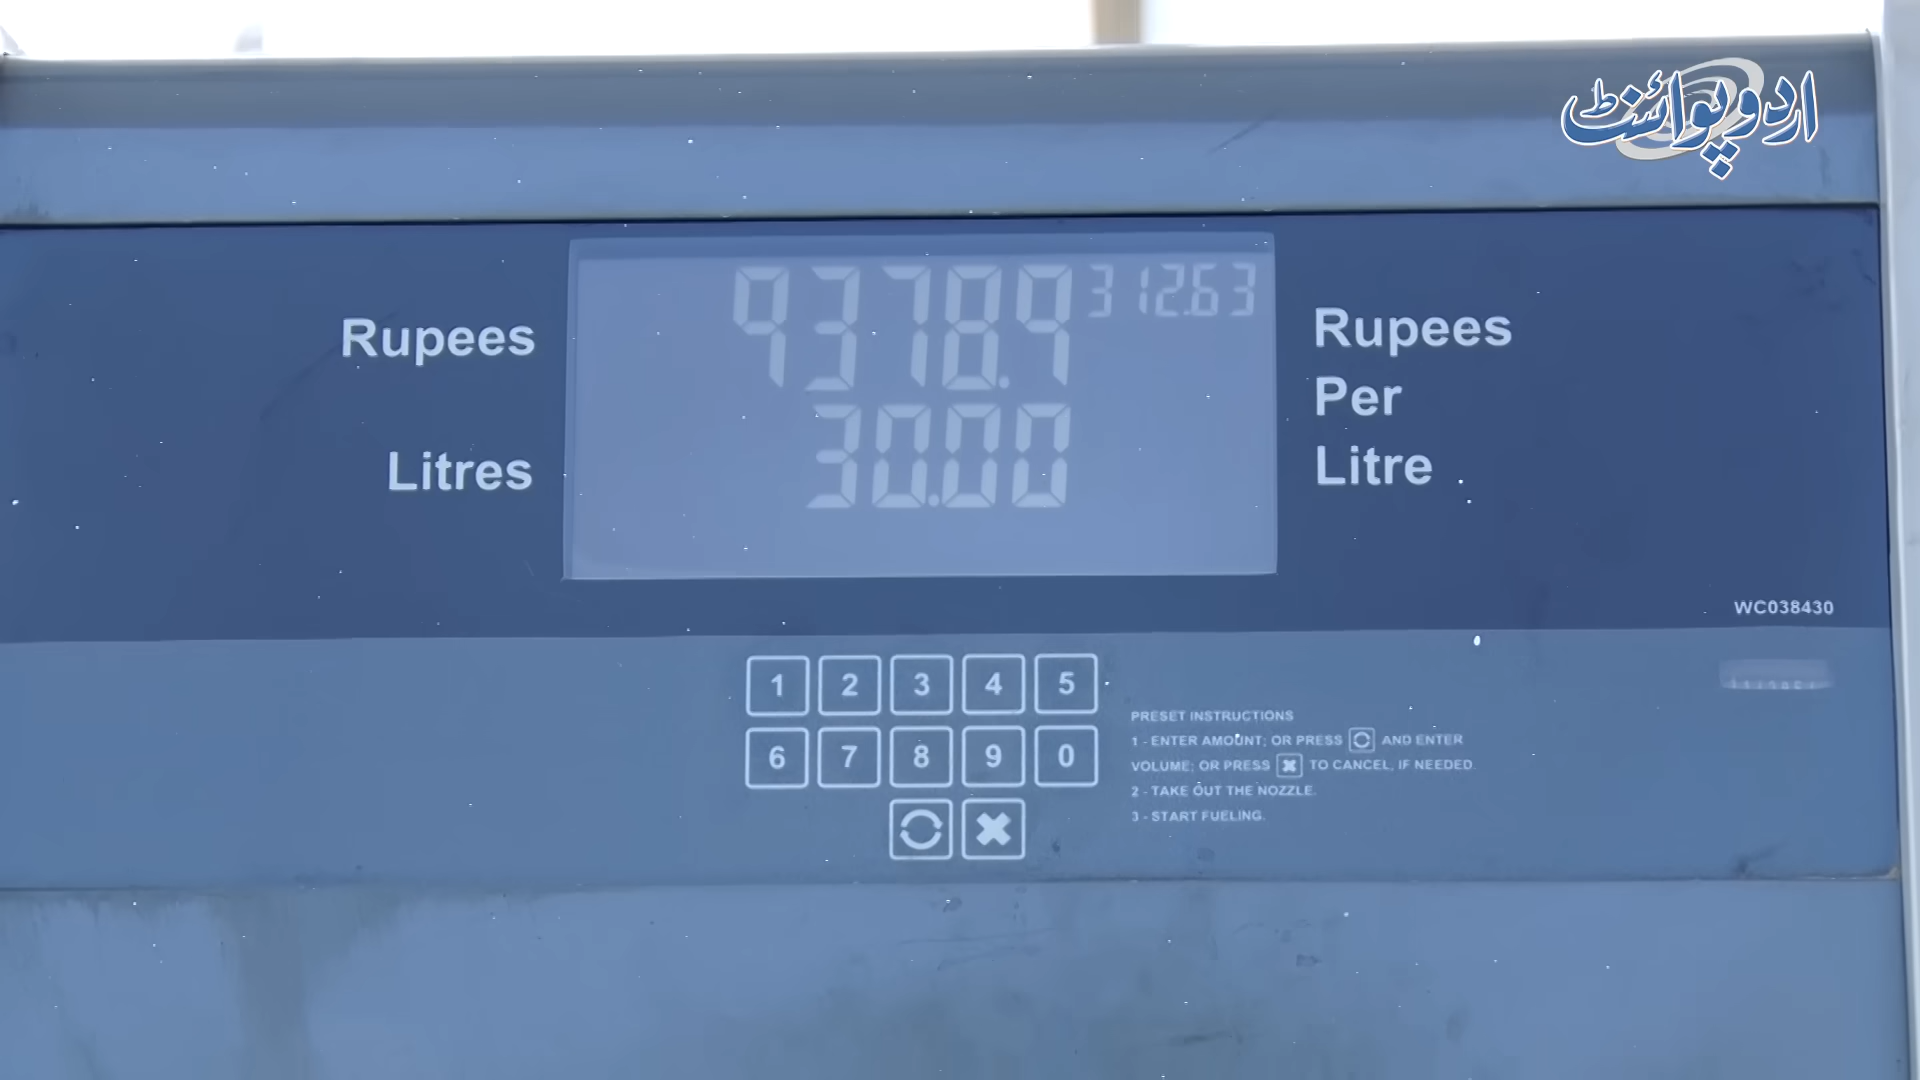 اردو پوائنٹ
Rupees
9378.9
312.63
Rupees
Per
Litre
Litres
30.00
WC038430
1 2 3 4 5
6 7 8 9 0
PRESET INSTRUCTIONS
1 - ENTER AMOUNT; OR PRESS AND ENTER
VOLUME; OR PRESS TO CANCEL, IF NEEDED.
2 - TAKE OUT THE NOZZLE.
3 - START FUELING.